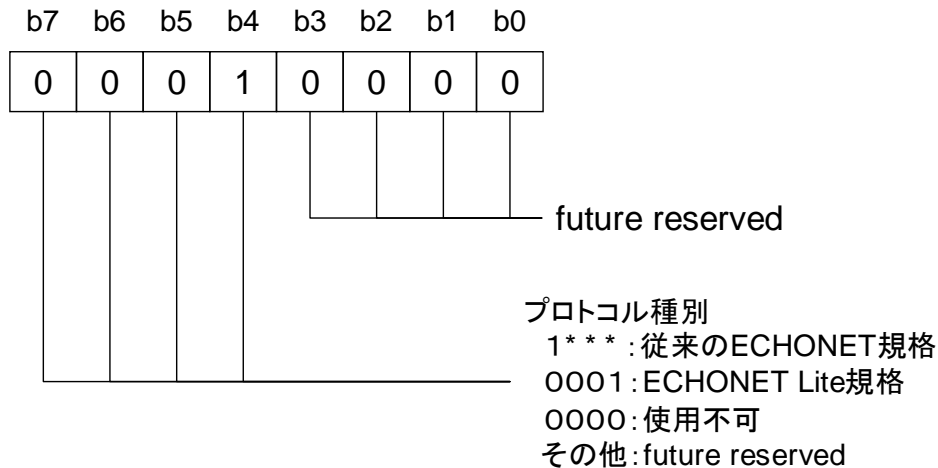 b7 b6 b5 b4 b3 b2 b1 b0
0 0 0 1 0 0 0 0
future reserved
プロトコル種別
1***:従来のECHONET規格
0001:ECHONET Lite規格
0000:使用不可
その他:future reserved